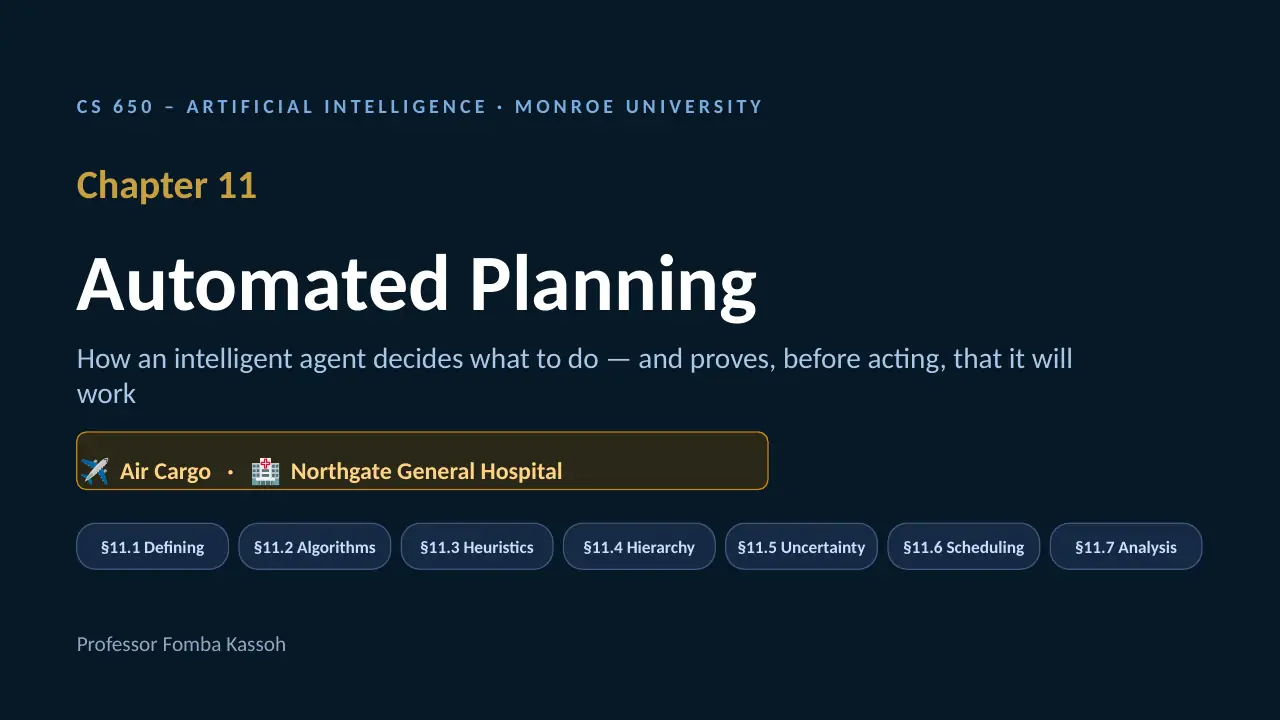 CS 650 – ARTIFICIAL INTELLIGENCE · MONROE UNIVERSITY
Chapter 11
Automated Planning
How an intelligent agent decides what to do — and proves, before acting, that it will
work
✈️ Air Cargo · 🏥 Northgate General Hospital
§11.1 Defining §11.2 Algorithms §11.3 Heuristics §11.4 Hierarchy §11.5 Uncertainty §11.6 Scheduling §11.7 Analysis
Professor Fomba Kassoh